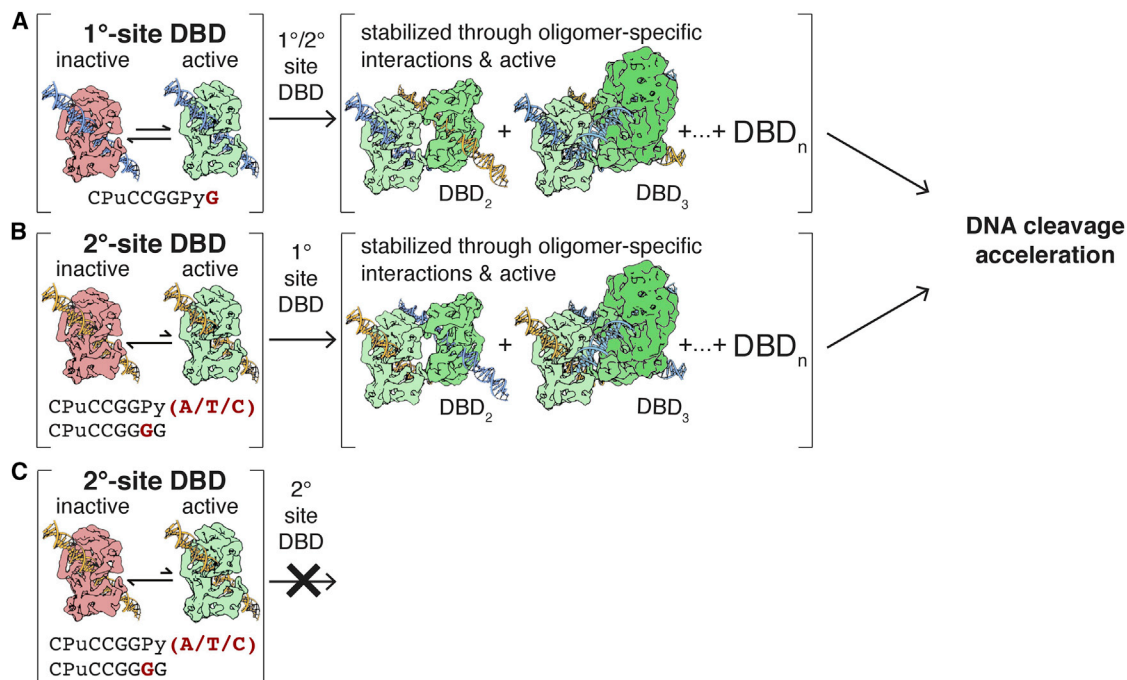 A
1°-site DBD
inactive active
CPuCCGGPyG
1°/2°
site
DBD
stabilized through oligomer-specific
interactions & active
+ +...+ DBDn
DBD2 DBD3
B
2°-site DBD
inactive active
CPuCCGGPy(A/T/C)
CPuCCGGGG
1°
site
DBD
stabilized through oligomer-specific
interactions & active
+ +...+ DBDn
DBD2 DBD3
DNA cleavage
acceleration
C
2°-site DBD
inactive active
CPuCCGGPy(A/T/C)
CPuCCGGGG
2°
site
DBD